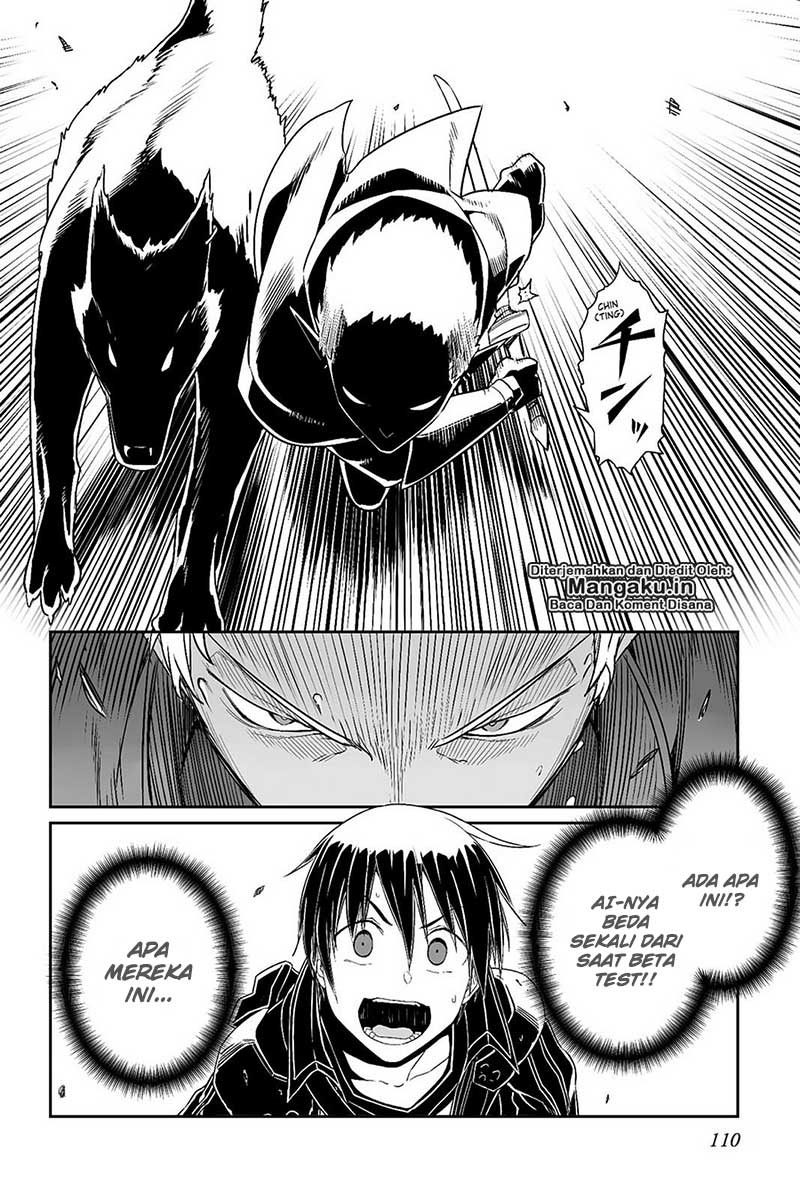 CHIN
(TING)
チンッ
Diterjemahkan dan Diedit Oleh:
Mangaku.in
Baca Dan Koment Disana
ADA APA
INI!?
AI-NYA
BEDA
SEKALI DARI
SAAT BETA
TEST!!
APA
MEREKA
INI...
110